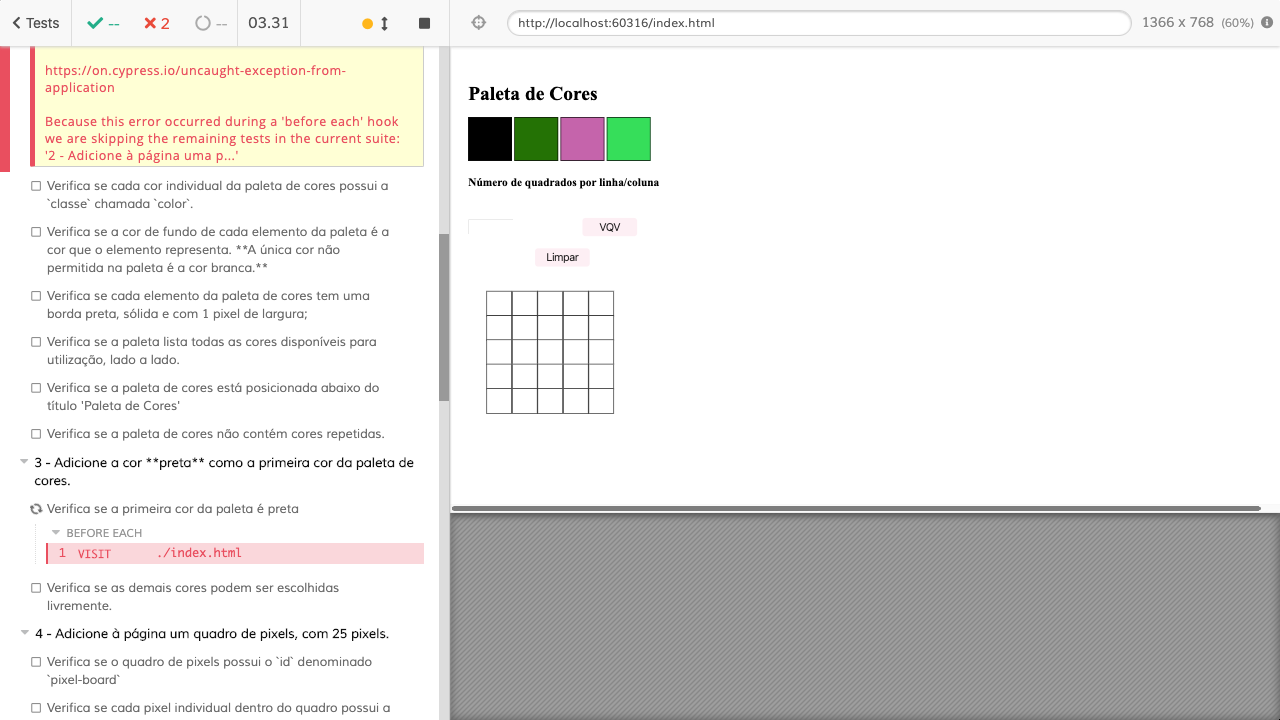 Tests
--
2
--
03.31
http://localhost:60316/index.html
1366 x 768 (60%)
https://on.cypress.io/uncaught-exception-from-
application
Because this error occurred during a 'before each' hook
we are skipping the remaining tests in the current suite:
'2 - Adicione à página uma p...'
Verifica se cada cor individual da paleta de cores possui a
`classe` chamada `color`.
Verifica se a cor de fundo de cada elemento da paleta é a
cor que o elemento representa. **A única cor não
permitida na paleta é a cor branca.**
Verifica se cada elemento da paleta de cores tem uma
borda preta, sólida e com 1 pixel de largura;
Verifica se a paleta lista todas as cores disponíveis para
utilização, lado a lado.
Verifica se a paleta de cores está posicionada abaixo do
título 'Paleta de Cores'
Verifica se a paleta de cores não contém cores repetidas.
3 - Adicione a cor **preta** como a primeira cor da paleta de
cores.
Verifica se a primeira cor da paleta é preta
BEFORE EACH
1 VISIT ./index.html
Verifica se as demais cores podem ser escolhidas
livremente.
4 - Adicione à página um quadro de pixels, com 25 pixels.
Verifica se o quadro de pixels possui o `id` denominado
`pixel-board`
Verifica se cada pixel individual dentro do quadro possui a
Paleta de Cores
Número de quadrados por linha/coluna
VQV
Limpar